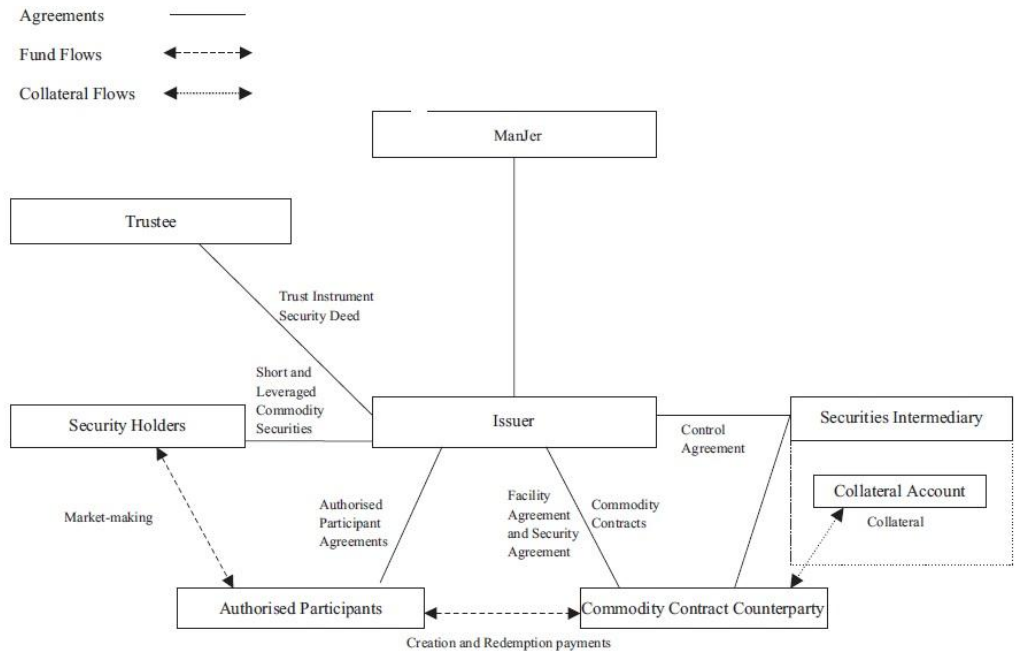 Agreements
Fund Flows
Collateral Flows
ManJer
Trustee
Trust Instrument
Security Deed
Short and
Leveraged
Commodity
Securities
Security Holders
Issuer
Securities Intermediary
Control
Agreement
Collateral Account
Collateral
Market-making
Authorised
Participant
Agreements
Facility
Agreement
and Security
Agreement
Commodity
Contracts
Authorised Participants
Commodity Contract Counterparty
Creation and Redemption payments